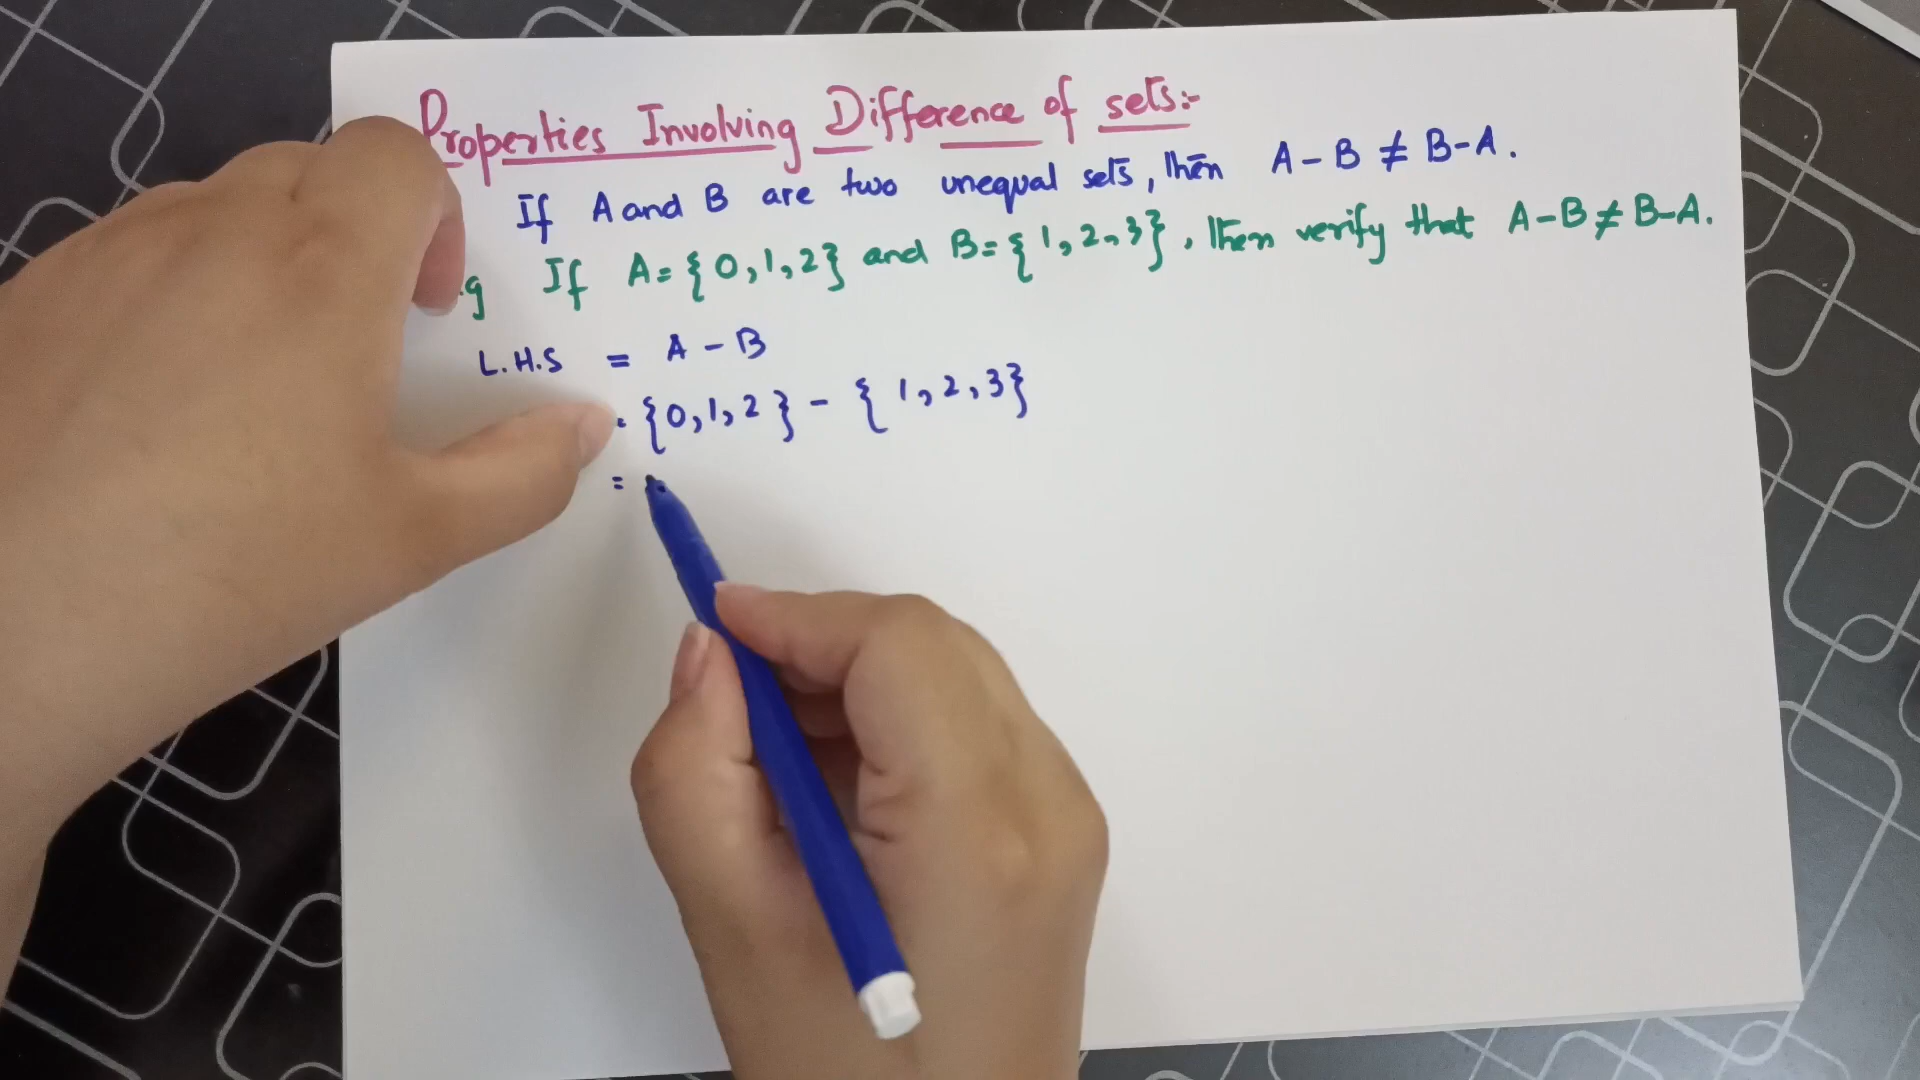 Properties Involving Difference of sets:-
If A and B are two unequal sets, then A - B ≠ B - A.
.g If A = {0, 1, 2} and B = {1, 2, 3}, then verify that A - B ≠ B - A.
L.H.S = A - B
= {0, 1, 2} - {1, 2, 3}
=